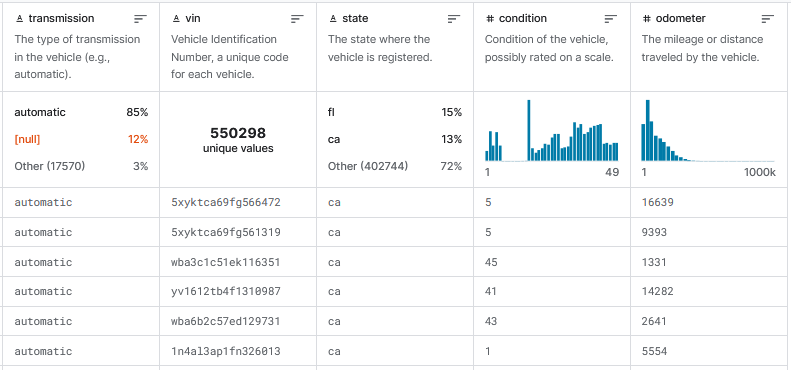 transmission vin state condition odometer
The type of transmission Vehicle Identification The state where the Condition of the vehicle, The mileage or distance
in the vehicle (e.g., Number, a unique code vehicle is registered. possibly rated on a scale. traveled by the vehicle.
automatic). for each vehicle.
automatic 85% fl 15%
550298
[null] 12% ca 13%
unique values
Other (17570) 3% Other (402744) 72% 1 49 1 1000k
automatic 5xyktca69fg566472 ca 5 16639
automatic 5xyktca69fg561319 ca 5 9393
automatic wba3c1c51ek116351 ca 45 1331
automatic yv1612tb4f1310987 ca 41 14282
automatic wba6b2c57ed129731 ca 43 2641
automatic 1n4al3ap1fn326013 ca 1 5554